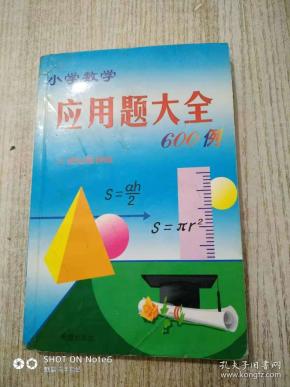 小学数学
应用题大全
600例
S=ah/2
S=πr²
SHOT ON NOTE6
孔夫子旧书网